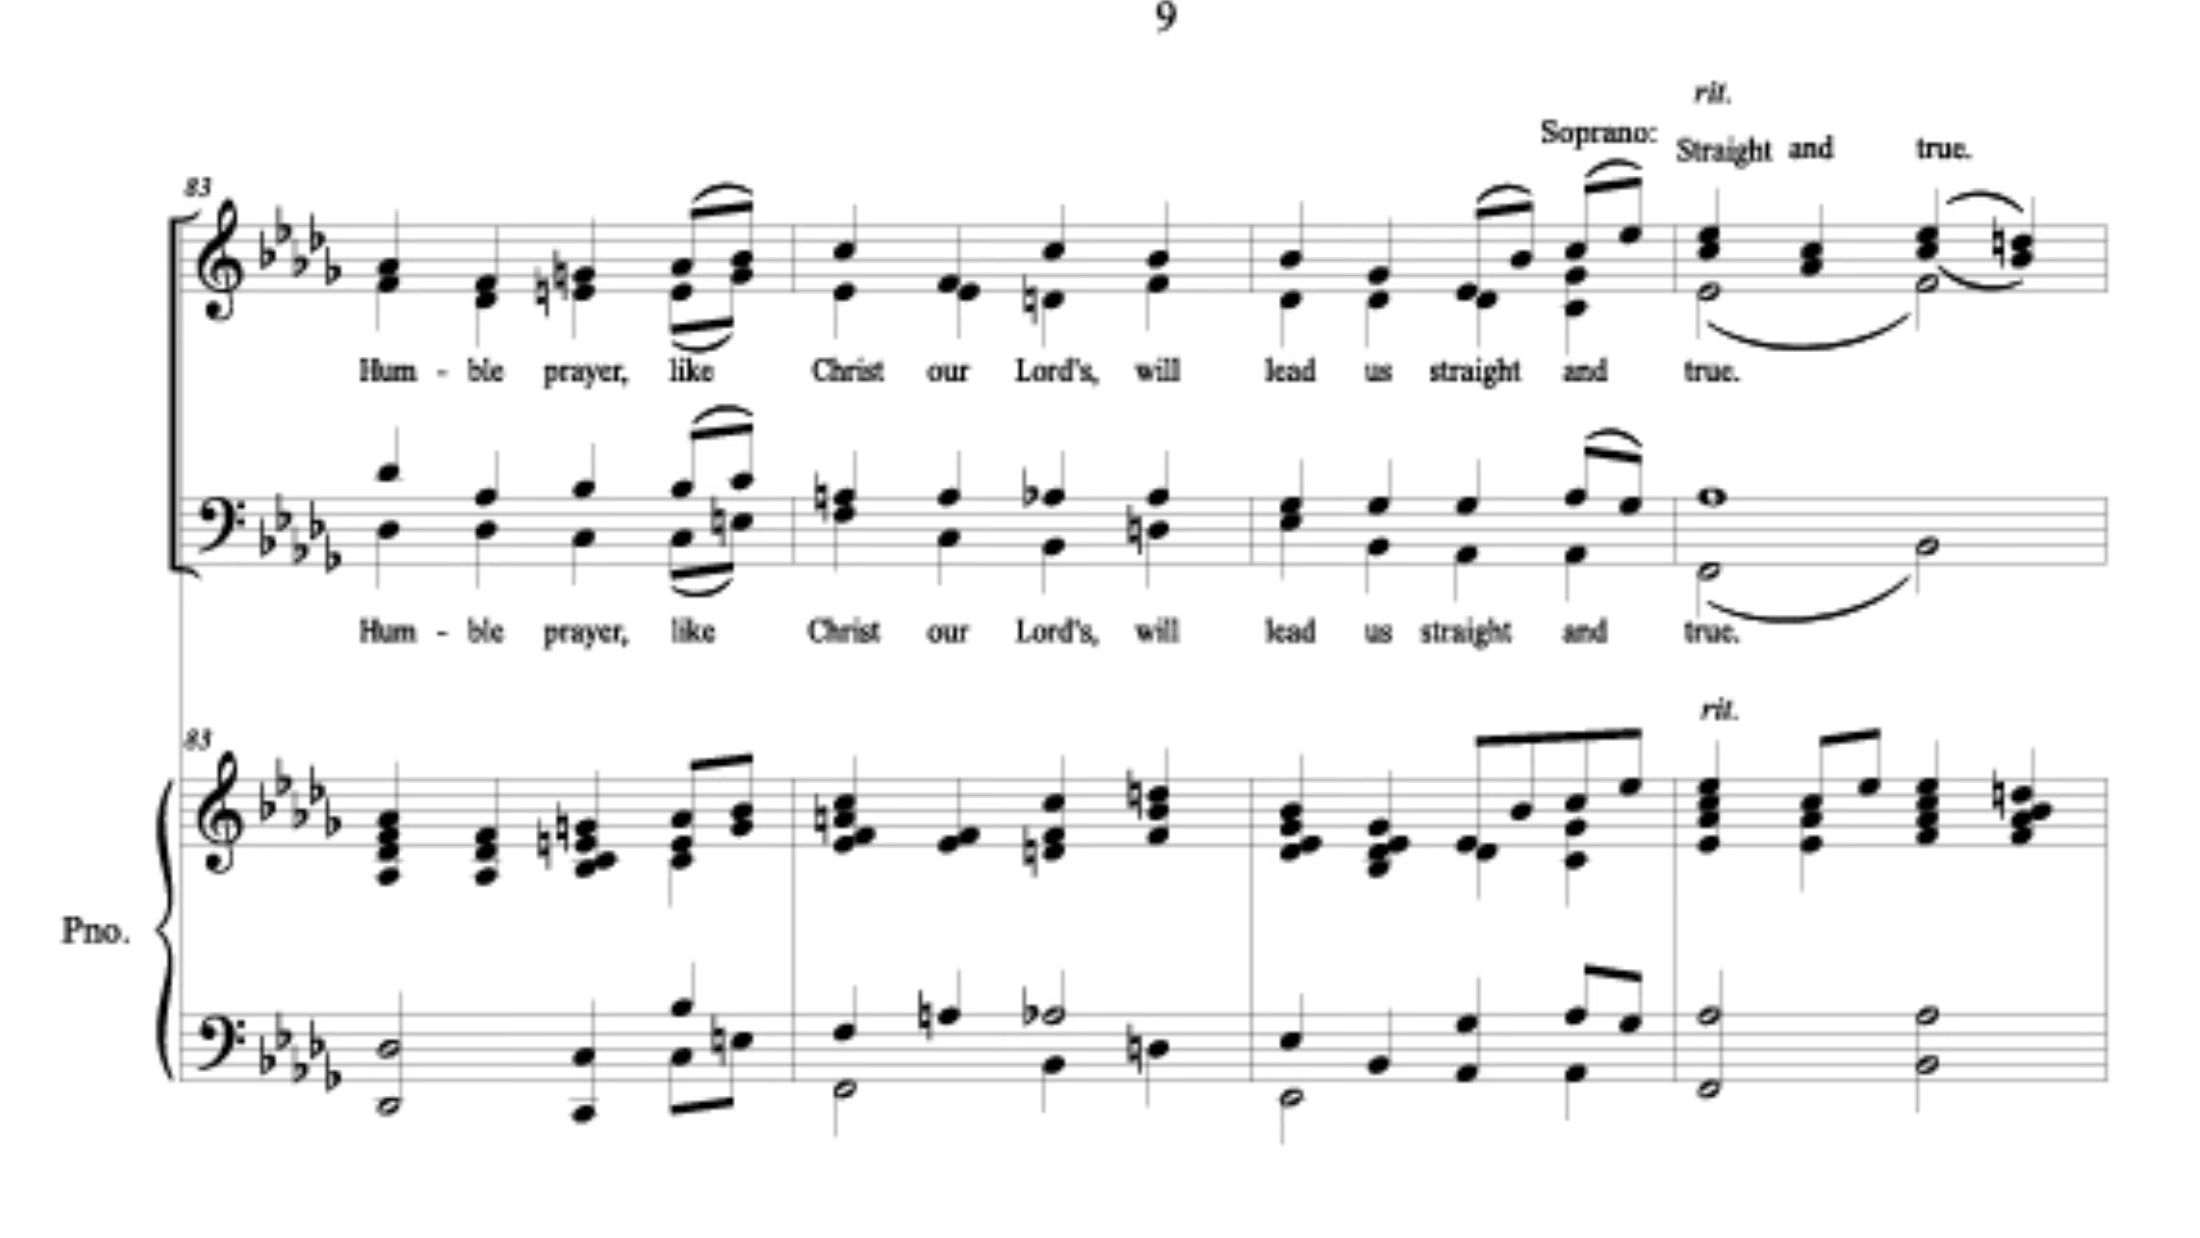 9
rit.
Soprano:
Straight and true.
83
Hum - ble prayer, like Christ our Lord's, will lead us straight and true.
Hum - ble prayer, like Christ our Lord's, will lead us straight and true.
rit.
83
Pno.